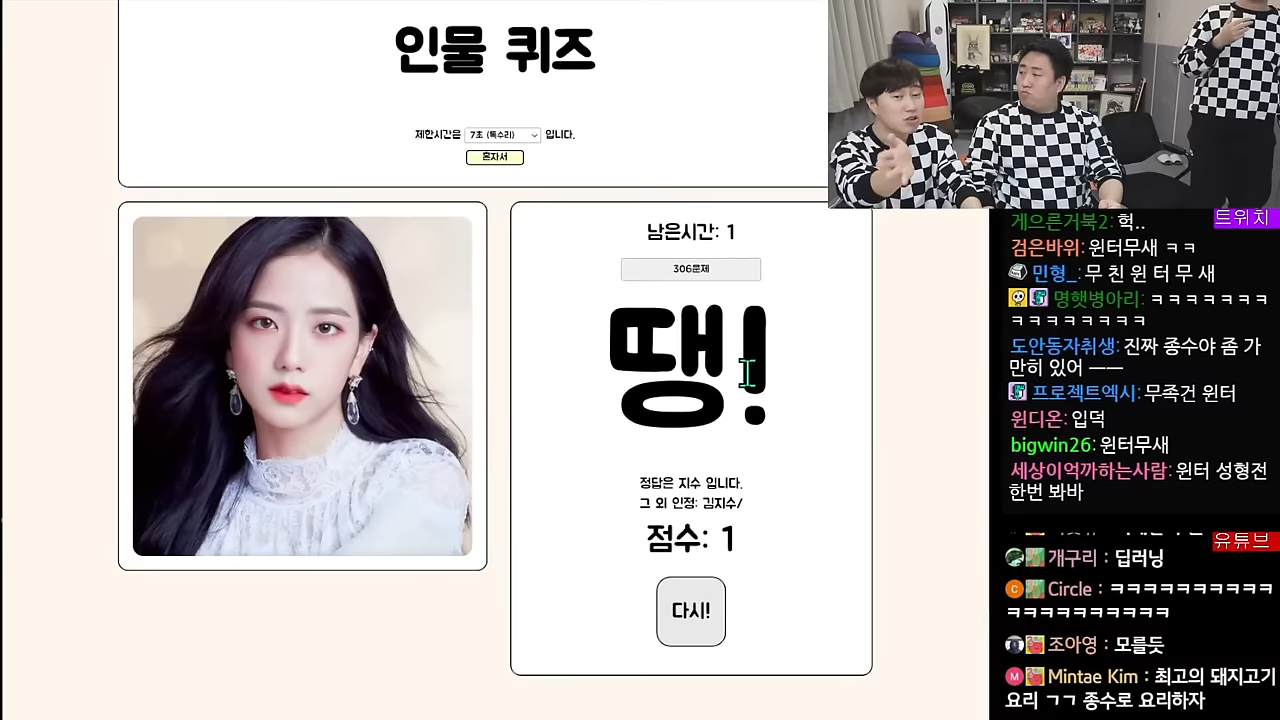 인물 퀴즈
제한시간은 7초 (독수리) 입니다.
혼자서
남은시간: 1
306문제
땡!
정답은 지수 입니다.
그 외 인정: 김지수/
점수: 1
다시!
트위치
게으른거북2: 헉..
검은바위: 윈터무새 ㅋㅋ
민형_: 무 친 윈 터 무 새
명햇병아리: ㅋㅋㅋㅋㅋㅋㅋ
ㅋㅋㅋㅋㅋㅋㅋㅋ
도안동자취생: 진짜 종수야 좀 가
만히 있어 ㅡㅡ
프로젝트엑시: 무족건 윈터
윈디온: 입덕
bigwin26: 윈터무새
세상이억까하는사람: 윈터 성형전
한번 봐바
유튜브
개구리 : 딥러닝
Circle : ㅋㅋㅋㅋㅋㅋㅋㅋㅋㅋㅋ
ㅋㅋㅋㅋㅋㅋㅋㅋㅋㅋ
조아영 : 모를듯
Mintae Kim : 최고의 돼지고기
요리 ㄱㄱ 종수로 요리하자